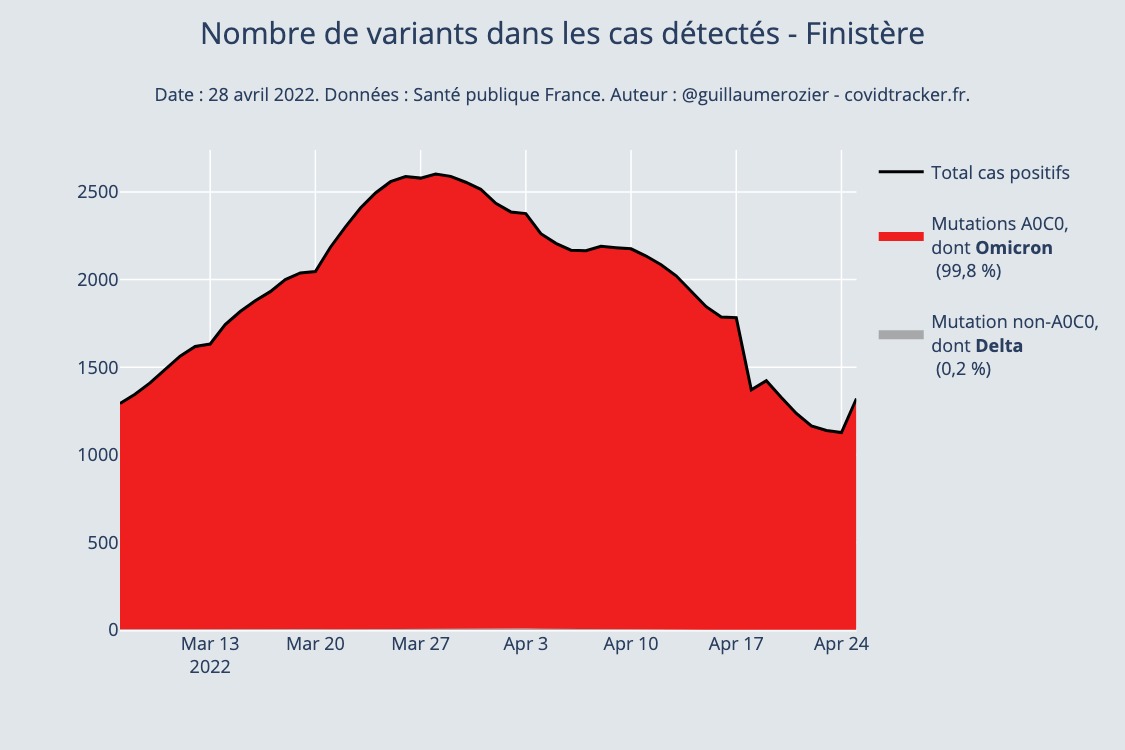 Nombre de variants dans les cas détectés - Finistère
Date : 28 avril 2022. Données : Santé publique France. Auteur : @guillaumerozier - covidtracker.fr.
2500
2000
1500
1000
500
0
Mar 13
2022
Mar 20
Mar 27
Apr 3
Apr 10
Apr 17
Apr 24
Total cas positifs
Mutations A0C0,
dont Omicron
(99,8 %)
Mutation non-A0C0,
dont Delta
(0,2 %)